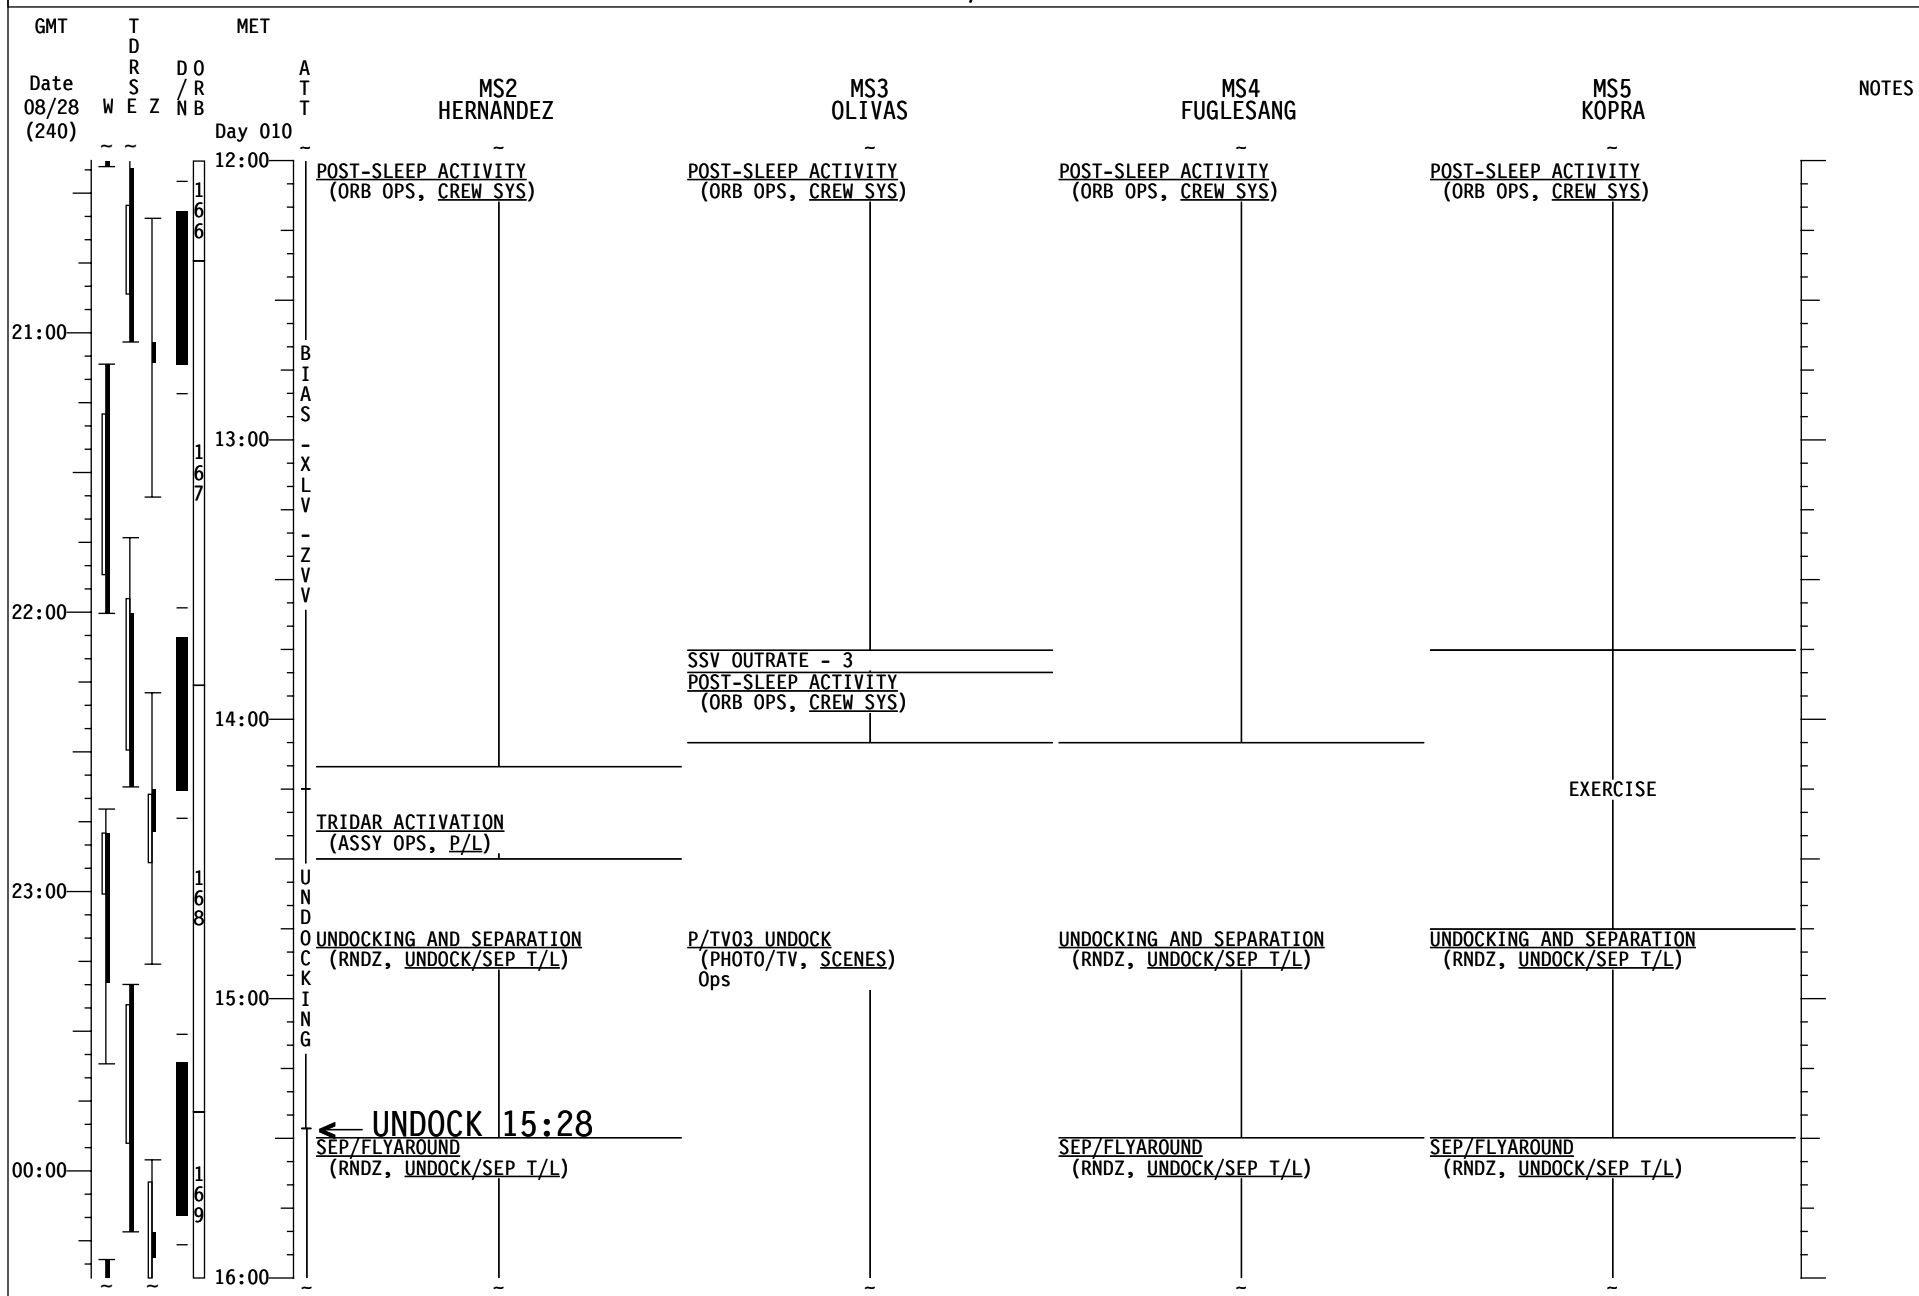 GMT
TDRS
MET
Date
08/28
(240)
W E Z
D/N
ORB
Day 010
ATT
MS2
HERNANDEZ
MS3
OLIVAS
MS4
FUGLESANG
MS5
KOPRA
NOTES
~ ~ ~ ~ ~ ~ ~
12:00
POST-SLEEP ACTIVITY
(ORB OPS, CREW SYS)
POST-SLEEP ACTIVITY
(ORB OPS, CREW SYS)
POST-SLEEP ACTIVITY
(ORB OPS, CREW SYS)
POST-SLEEP ACTIVITY
(ORB OPS, CREW SYS)
166
21:00
BIAS -XLV -ZVV
13:00
167
22:00
SSV OUTRATE - 3
POST-SLEEP ACTIVITY
(ORB OPS, CREW SYS)
14:00
EXERCISE
TRIDAR ACTIVATION
(ASSY OPS, P/L)
23:00
168
UNDOCKING
UNDOCKING AND SEPARATION
(RNDZ, UNDOCK/SEP T/L)
P/TV03 UNDOCK
(PHOTO/TV, SCENES)
Ops
UNDOCKING AND SEPARATION
(RNDZ, UNDOCK/SEP T/L)
UNDOCKING AND SEPARATION
(RNDZ, UNDOCK/SEP T/L)
15:00
← UNDOCK 15:28
SEP/FLYAROUND
(RNDZ, UNDOCK/SEP T/L)
SEP/FLYAROUND
(RNDZ, UNDOCK/SEP T/L)
SEP/FLYAROUND
(RNDZ, UNDOCK/SEP T/L)
00:00
169
16:00
~ ~ ~ ~ ~ ~ ~